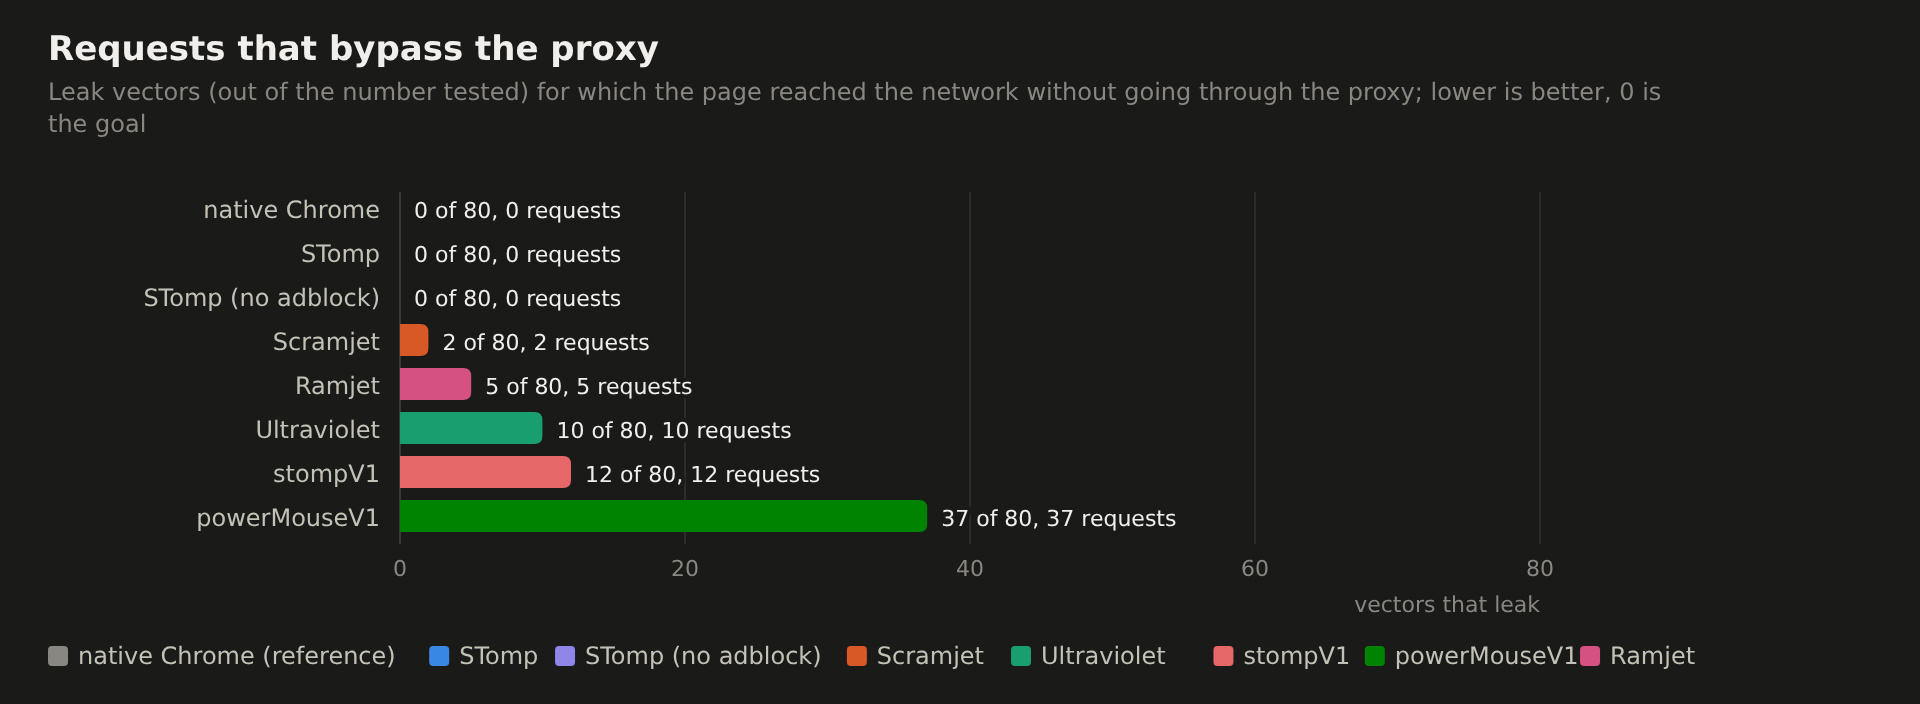 Requests that bypass the proxy
Leak vectors (out of the number tested) for which the page reached the network without going through the proxy; lower is better, 0 is
the goal
native Chrome 0 of 80, 0 requests
STomp 0 of 80, 0 requests
STomp (no adblock) 0 of 80, 0 requests
Scramjet 2 of 80, 2 requests
Ramjet 5 of 80, 5 requests
Ultraviolet 10 of 80, 10 requests
stompV1 12 of 80, 12 requests
powerMouseV1 37 of 80, 37 requests
0 20 40 60 80
vectors that leak
native Chrome (reference) STomp STomp (no adblock) Scramjet Ultraviolet stompV1 powerMouseV1 Ramjet